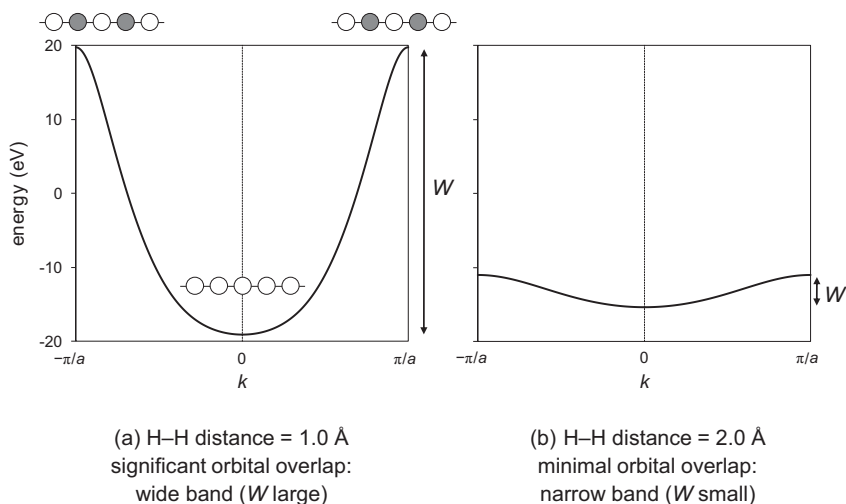 20
10
0
-10
-20
energy (eV)
W
−π/a
0
π/a
k
W
−π/a
0
π/a
k
(a) H–H distance = 1.0 Å
significant orbital overlap:
wide band (W large)
(b) H–H distance = 2.0 Å
minimal orbital overlap:
narrow band (W small)